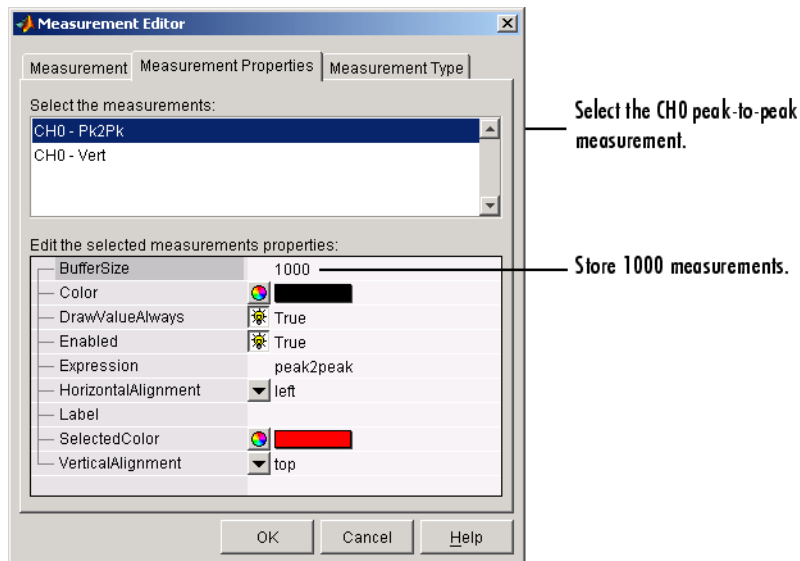 Measurement Editor
Measurement
Measurement Properties
Measurement Type
Select the measurements:
CH0 - Pk2Pk
CH0 - Vert
Select the CH0 peak-to-peak
measurement.
Edit the selected measurements properties:
BufferSize 1000
Store 1000 measurements.
Color
DrawValueAlways True
Enabled True
Expression peak2peak
HorizontalAlignment left
Label
SelectedColor
VerticalAlignment top
OK
Cancel
Help